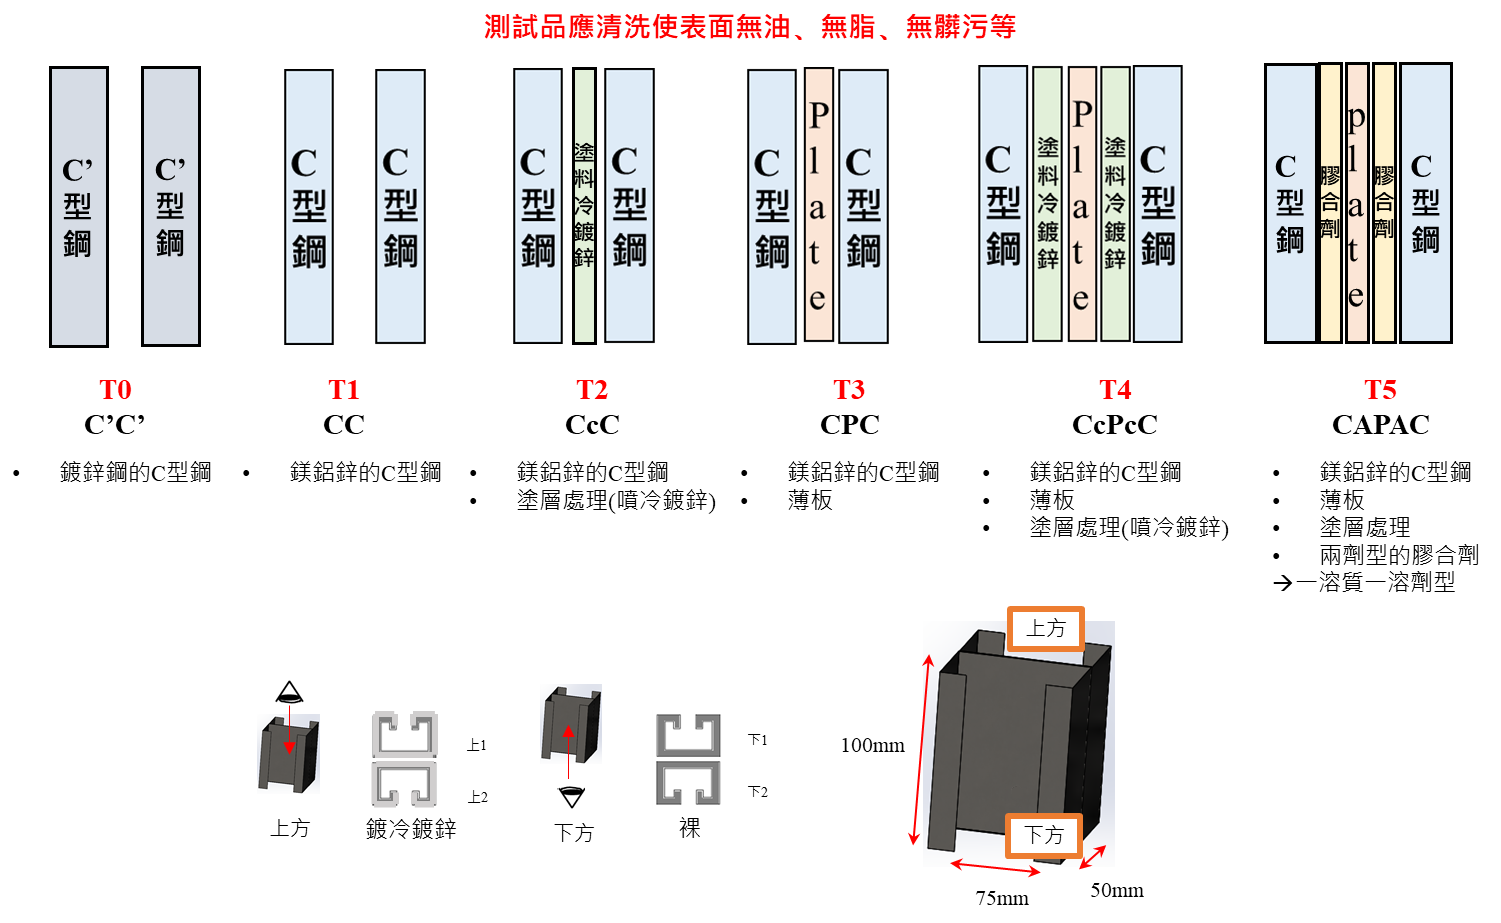 測試品應清洗使表面無油、無脂、無髒污等
C’型鋼
C’型鋼
C型鋼
C型鋼
C型鋼
塗料冷鍍鋅
C型鋼
C型鋼
Plate
C型鋼
C型鋼
塗料冷鍍鋅
Plate
塗料冷鍍鋅
C型鋼
C型鋼
膠合劑
plate
膠合劑
C型鋼
T0
C’C’
• 鍍鋅鋼的C型鋼
T1
CC
• 鎂鋁鋅的C型鋼
T2
CcC
• 鎂鋁鋅的C型鋼
• 塗層處理(噴冷鍍鋅)
T3
CPC
• 鎂鋁鋅的C型鋼
• 薄板
T4
CcPcC
• 鎂鋁鋅的C型鋼
• 薄板
• 塗層處理(噴冷鍍鋅)
T5
CAPAC
• 鎂鋁鋅的C型鋼
• 薄板
• 塗層處理
• 兩劑型的膠合劑
→一溶質一溶劑型
上方
上1
上2
鍍冷鍍鋅
下方
下1
下2
裸
上方
100mm
下方
75mm
50mm